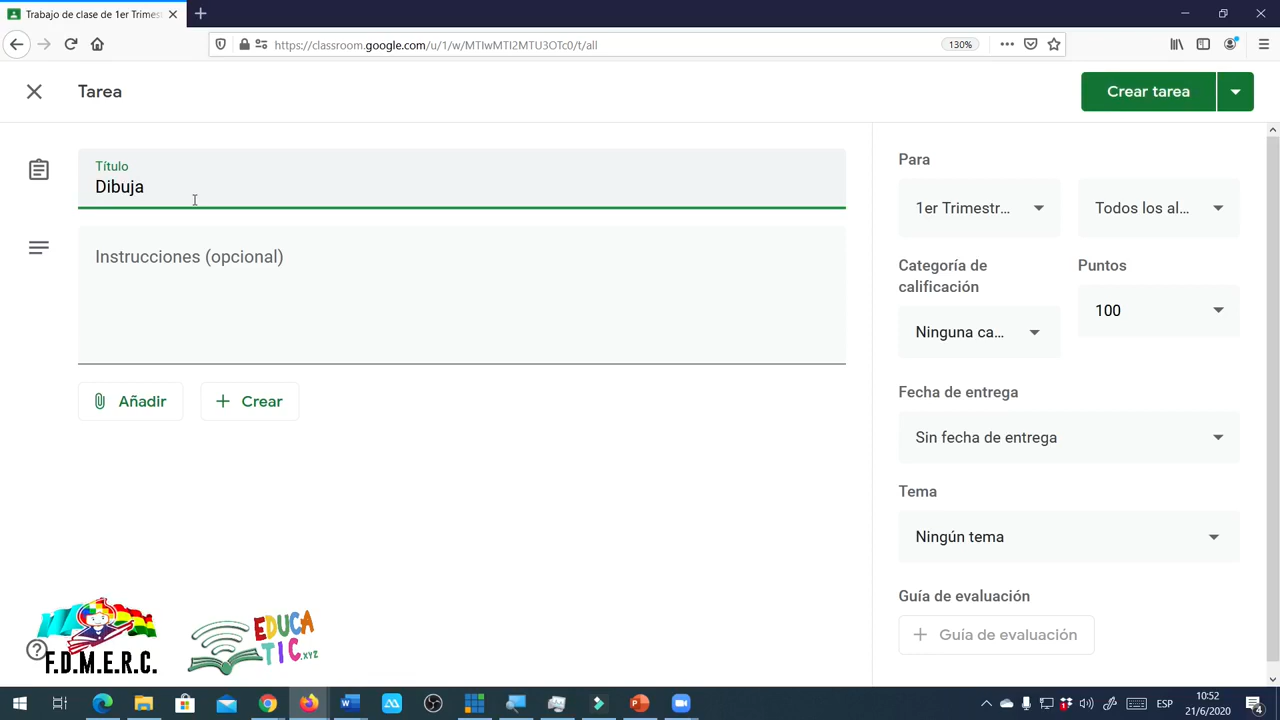 Trabajo de clase de 1er Trimest
https://classroom.google.com/u/1/w/MTIwMTI2MTU3OTc0/t/all
130%
Tarea
Crear tarea
Título
Dibuja
Instrucciones (opcional)
Añadir
Crear
Para
1er Trimestr...
Todos los al...
Categoría de
calificación
Puntos
Ninguna ca...
100
Fecha de entrega
Sin fecha de entrega
Tema
Ningún tema
Guía de evaluación
Guía de evaluación
F.D.M.E.R.C.
EDUCA
TIC.xyz
ESP
10:52
21/6/2020
4